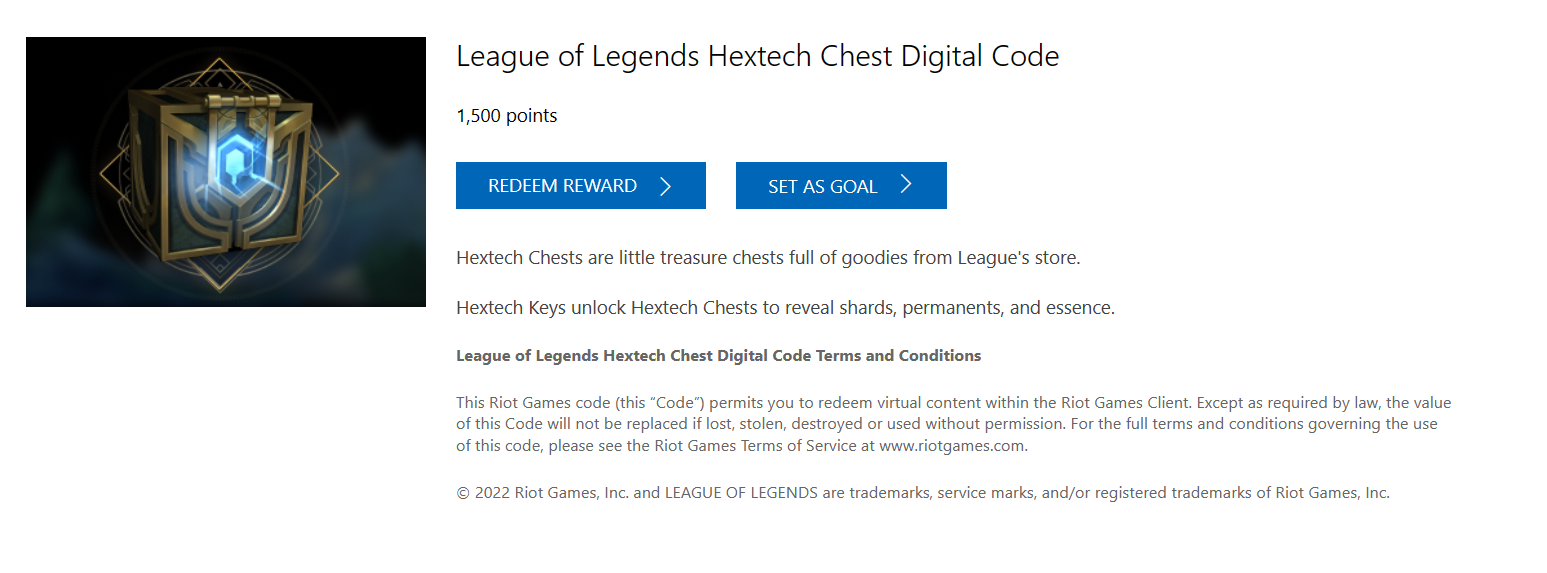 League of Legends Hextech Chest Digital Code
1,500 points
REDEEM REWARD
SET AS GOAL
Hextech Chests are little treasure chests full of goodies from League's store.
Hextech Keys unlock Hextech Chests to reveal shards, permanents, and essence.
League of Legends Hextech Chest Digital Code Terms and Conditions
This Riot Games code (this “Code”) permits you to redeem virtual content within the Riot Games Client. Except as required by law, the value
of this Code will not be replaced if lost, stolen, destroyed or used without permission. For the full terms and conditions governing the use
of this code, please see the Riot Games Terms of Service at www.riotgames.com.
© 2022 Riot Games, Inc. and LEAGUE OF LEGENDS are trademarks, service marks, and/or registered trademarks of Riot Games, Inc.